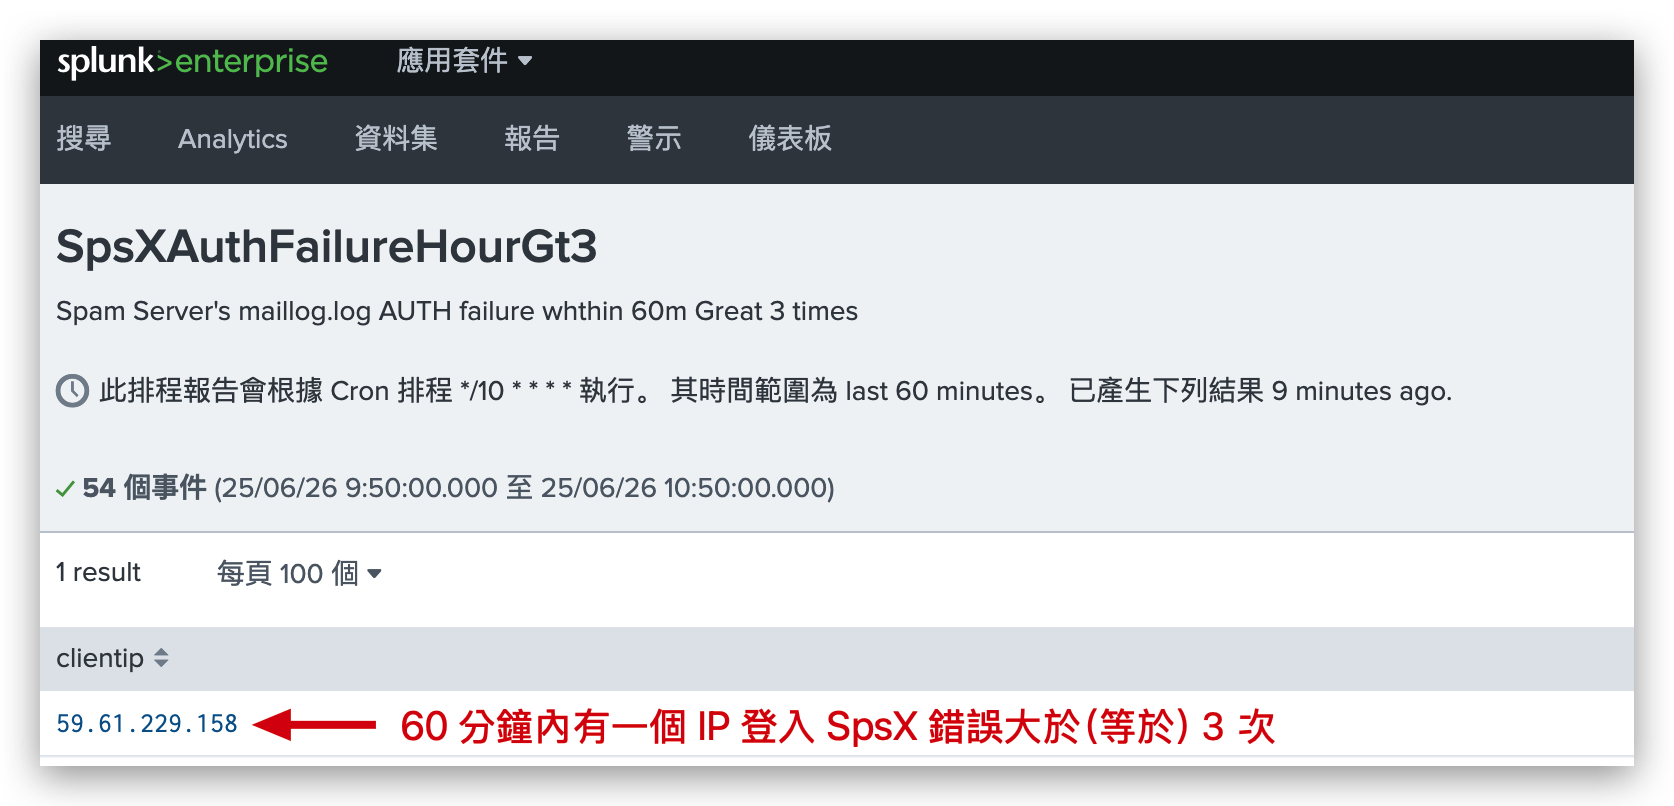 splunk>enterprise 應用套件
搜尋 Analytics 資料集 報告 警示 儀表板
SpsXAuthFailureHourGt3
Spam Server's maillog.log AUTH failure whthin 60m Great 3 times
此排程報告會根據 Cron 排程 */10 * * * * 執行。 其時間範圍為 last 60 minutes。 已產生下列結果 9 minutes ago.
54 個事件 (25/06/26 9:50:00.000 至 25/06/26 10:50:00.000)
1 result 每頁 100 個
clientip
59.61.229.158 60 分鐘內有一個 IP 登入 SpsX 錯誤大於(等於) 3 次